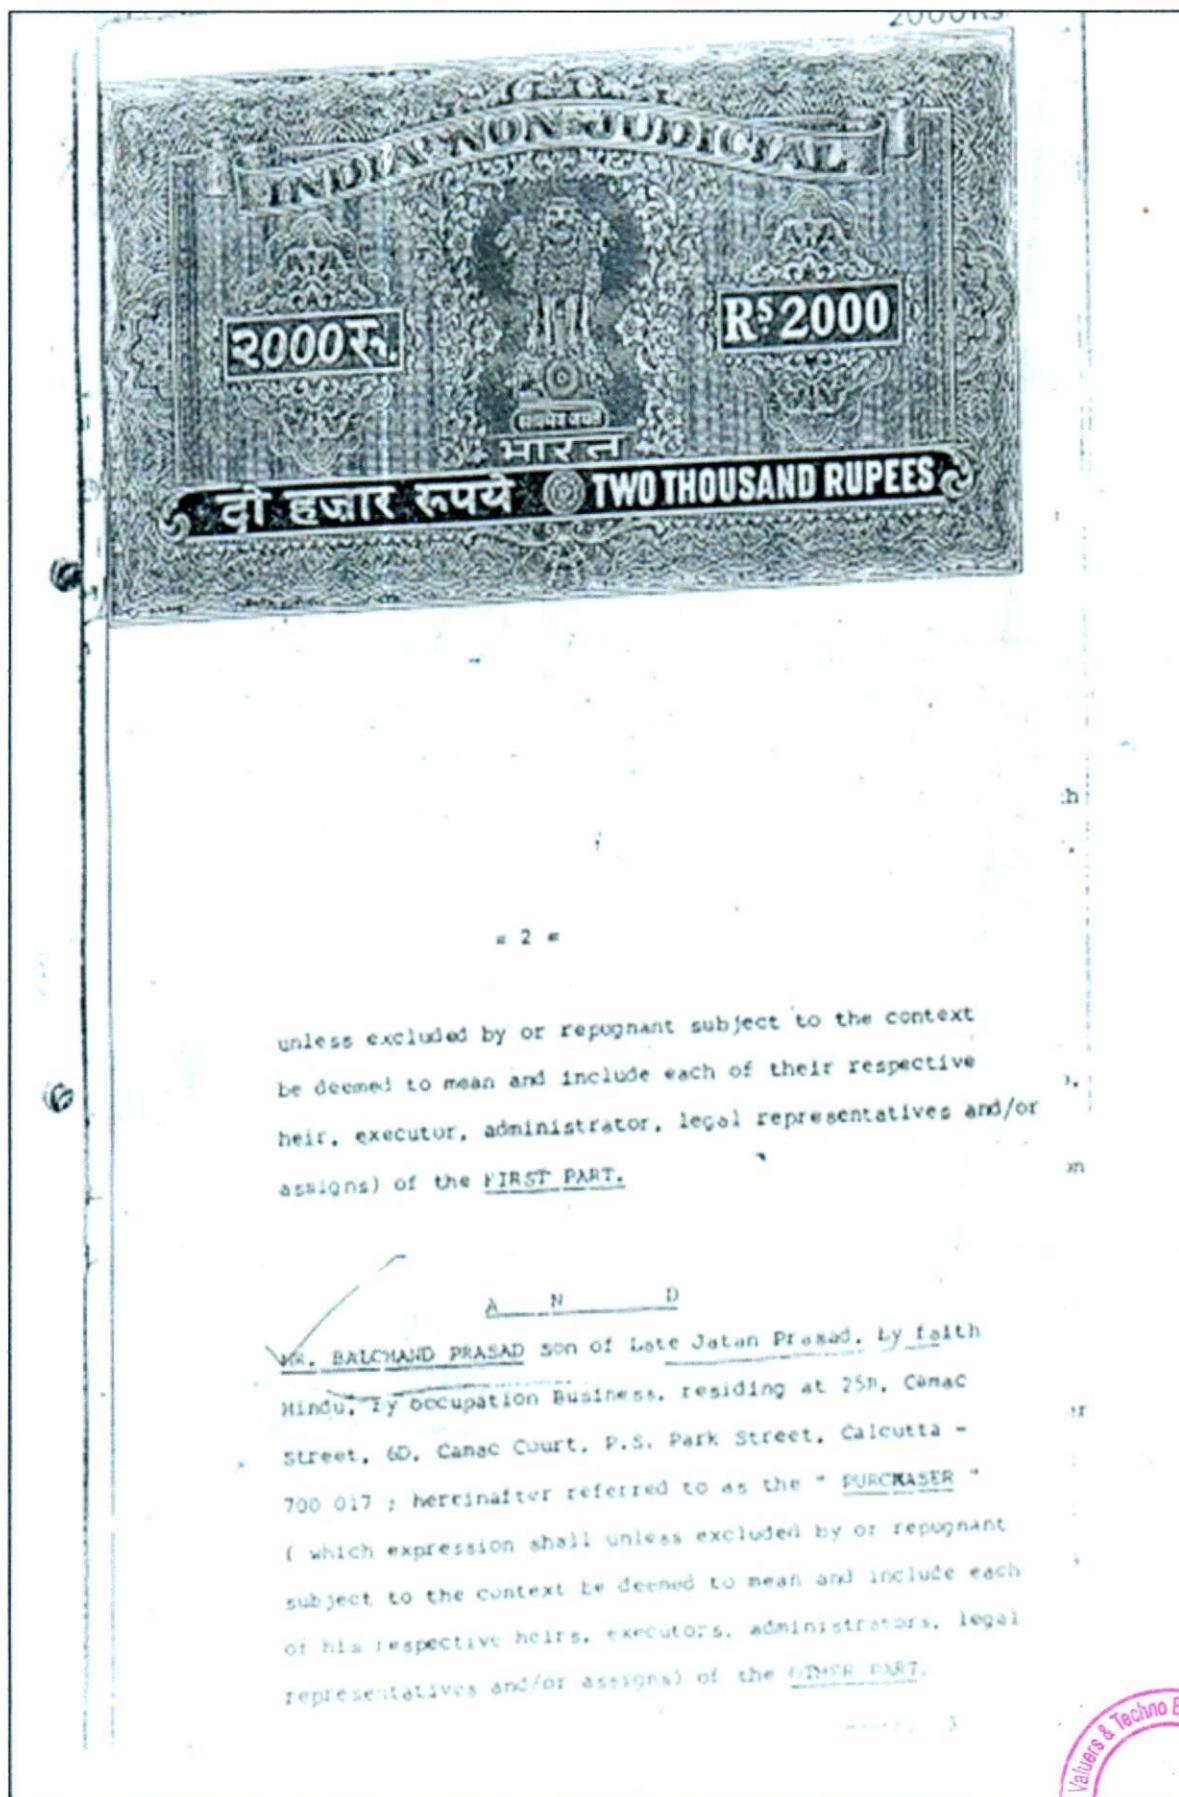 2000Rs.
INDIA NON JUDICIAL
२000रु.
Rs. 2000
सत्यमेव जयते
भारत
दो हजार रूपये TWO THOUSAND RUPEES
= 2 =
unless excluded by or repugnant subject to the context
be deemed to mean and include each of their respective
heir, executor, administrator, legal representatives and/or
assigns) of the FIRST PART.
A N D
MR. BALCHAND PRASAD son of Late Jatan Prasad, by faith
Hindu, by occupation Business, residing at 25B, Camac
Street, 6D, Camac Court, P.S. Park Street, Calcutta -
700 017 ; hereinafter referred to as the " PURCHASER "
( which expression shall unless excluded by or repugnant
subject to the context be deemed to mean and include each
of his respective heirs, executors, administrators, legal
representatives and/or assigns) of the OTHER PART.
3
Valuers & Techno